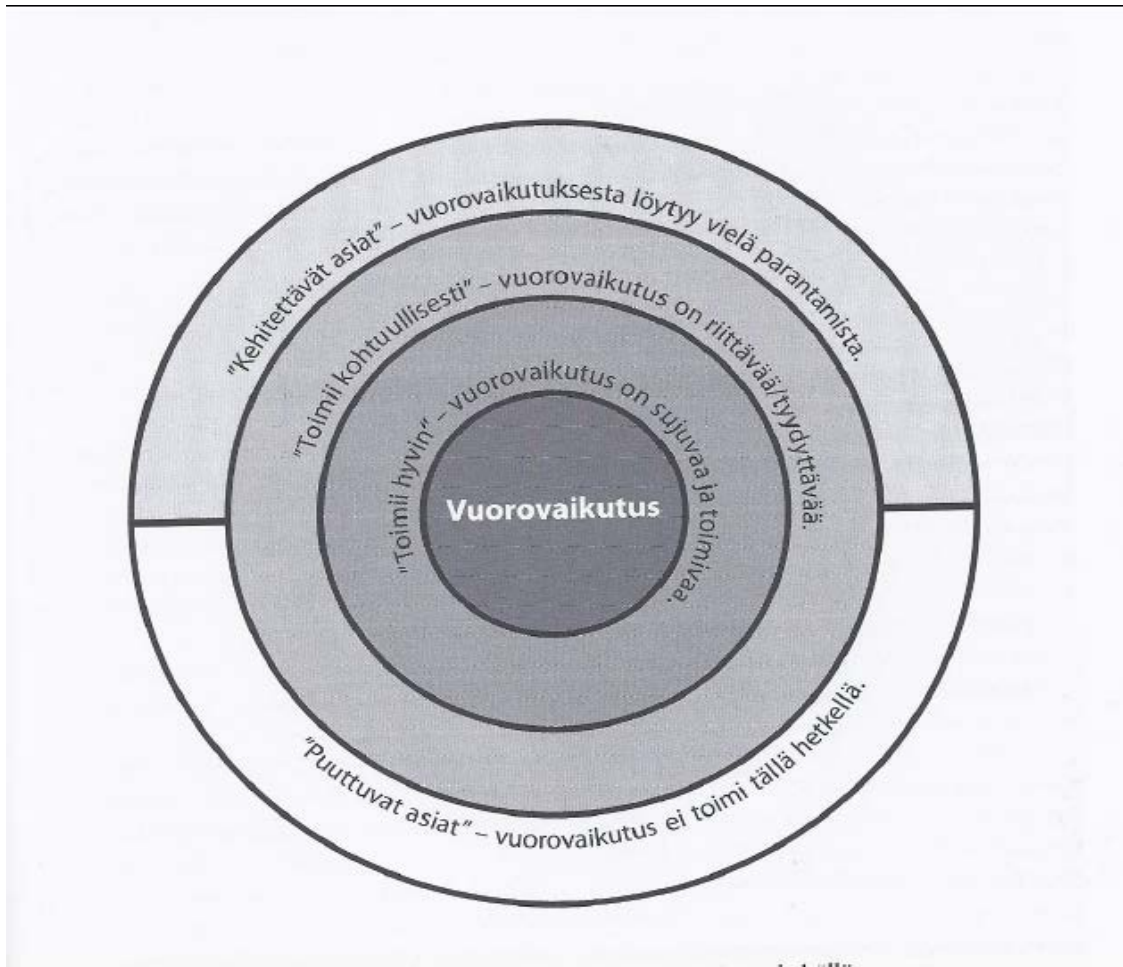 "Kehitettävät asiat" – vuorovaikutuksesta löytyy vielä parantamista.
"Toimii kohtuullisesti" – vuorovaikutus on riittävää/tyydyttävää.
"Toimii hyvin" – vuorovaikutus on sujuvaa ja toimivaa.
Vuorovaikutus
"Puuttuvat asiat" – vuorovaikutus ei toimi tällä hetkellä.